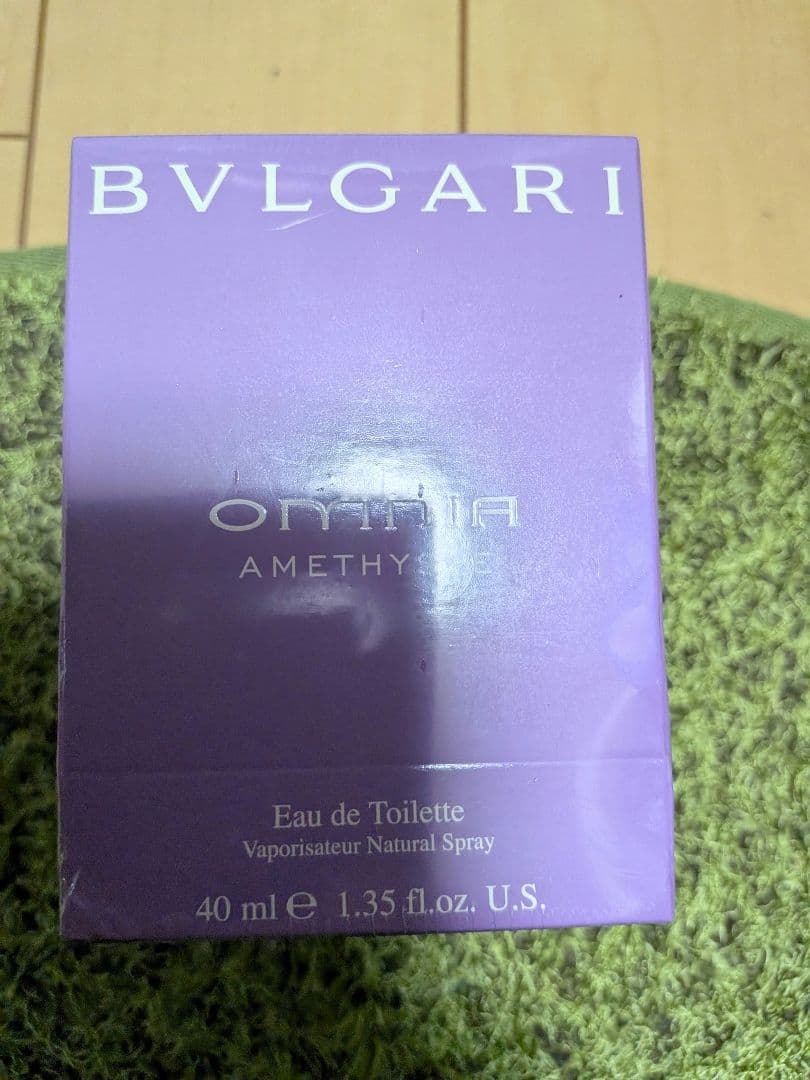 BVLGARI
OMNIA
Eau de Toilette
Vaporisateur Natural Spray
40 ml e 1.35 fl.oz. U.S.